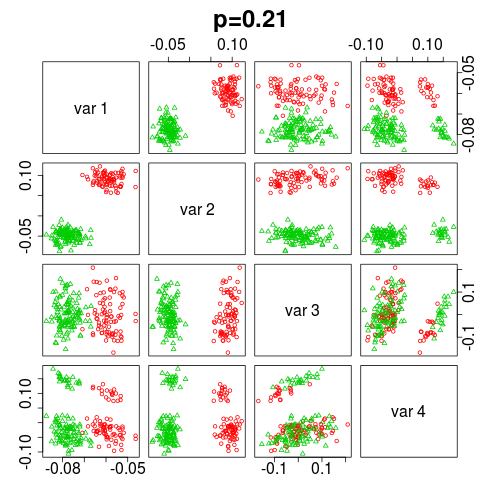 p=0.21
-0.05 0.10 -0.10 0.10
var 1
-0.08 -0.05
var 2
-0.05 0.10
var 3
-0.1 0.1
var 4
-0.10 0.10
-0.08 -0.05 -0.1 0.1